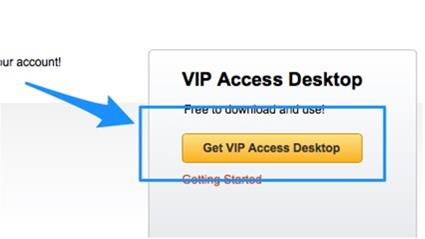 our account!
VIP Access Desktop
Free to download and use!
Get VIP Access Desktop
Getting Started